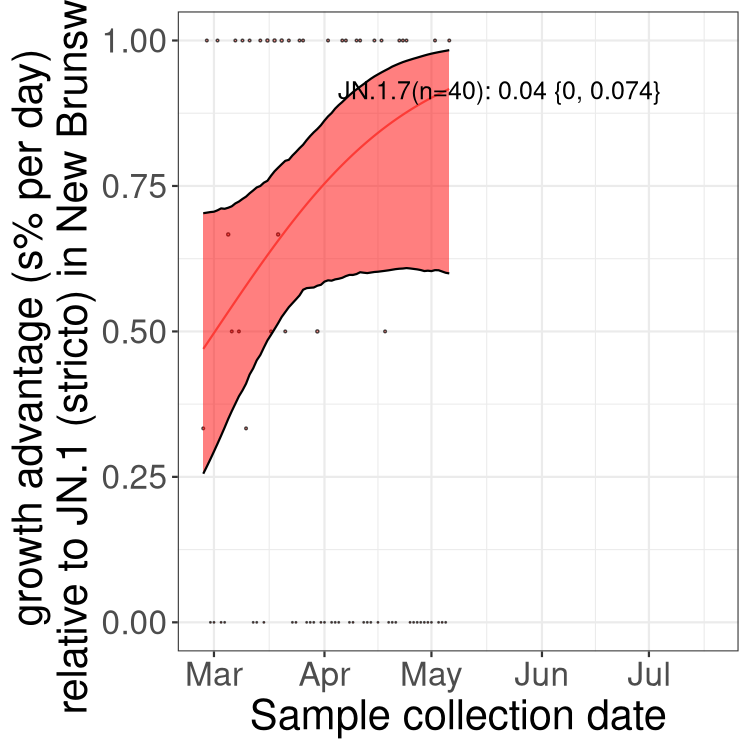 growth advantage (s% per day)
relative to JN.1 (stricto) in New Brunsw
1.00
0.75
0.50
0.25
0.00
JN.1.7(n=40): 0.04 {0, 0.074}
Mar Apr May Jun Jul
Sample collection date